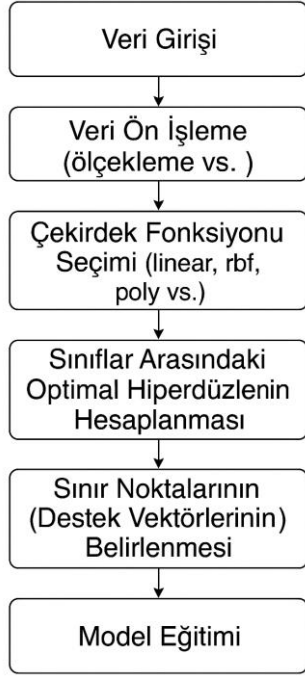 Veri Girişi
Veri Ön İşleme
(ölçekleme vs. )
Çekirdek Fonksiyonu
Seçimi (linear, rbf,
poly vs.)
Sınıflar Arasındaki
Optimal Hiperdüzlenin
Hesaplanması
Sınır Noktalarının
(Destek Vektörlerinin)
Belirlenmesi
Model Eğitimi